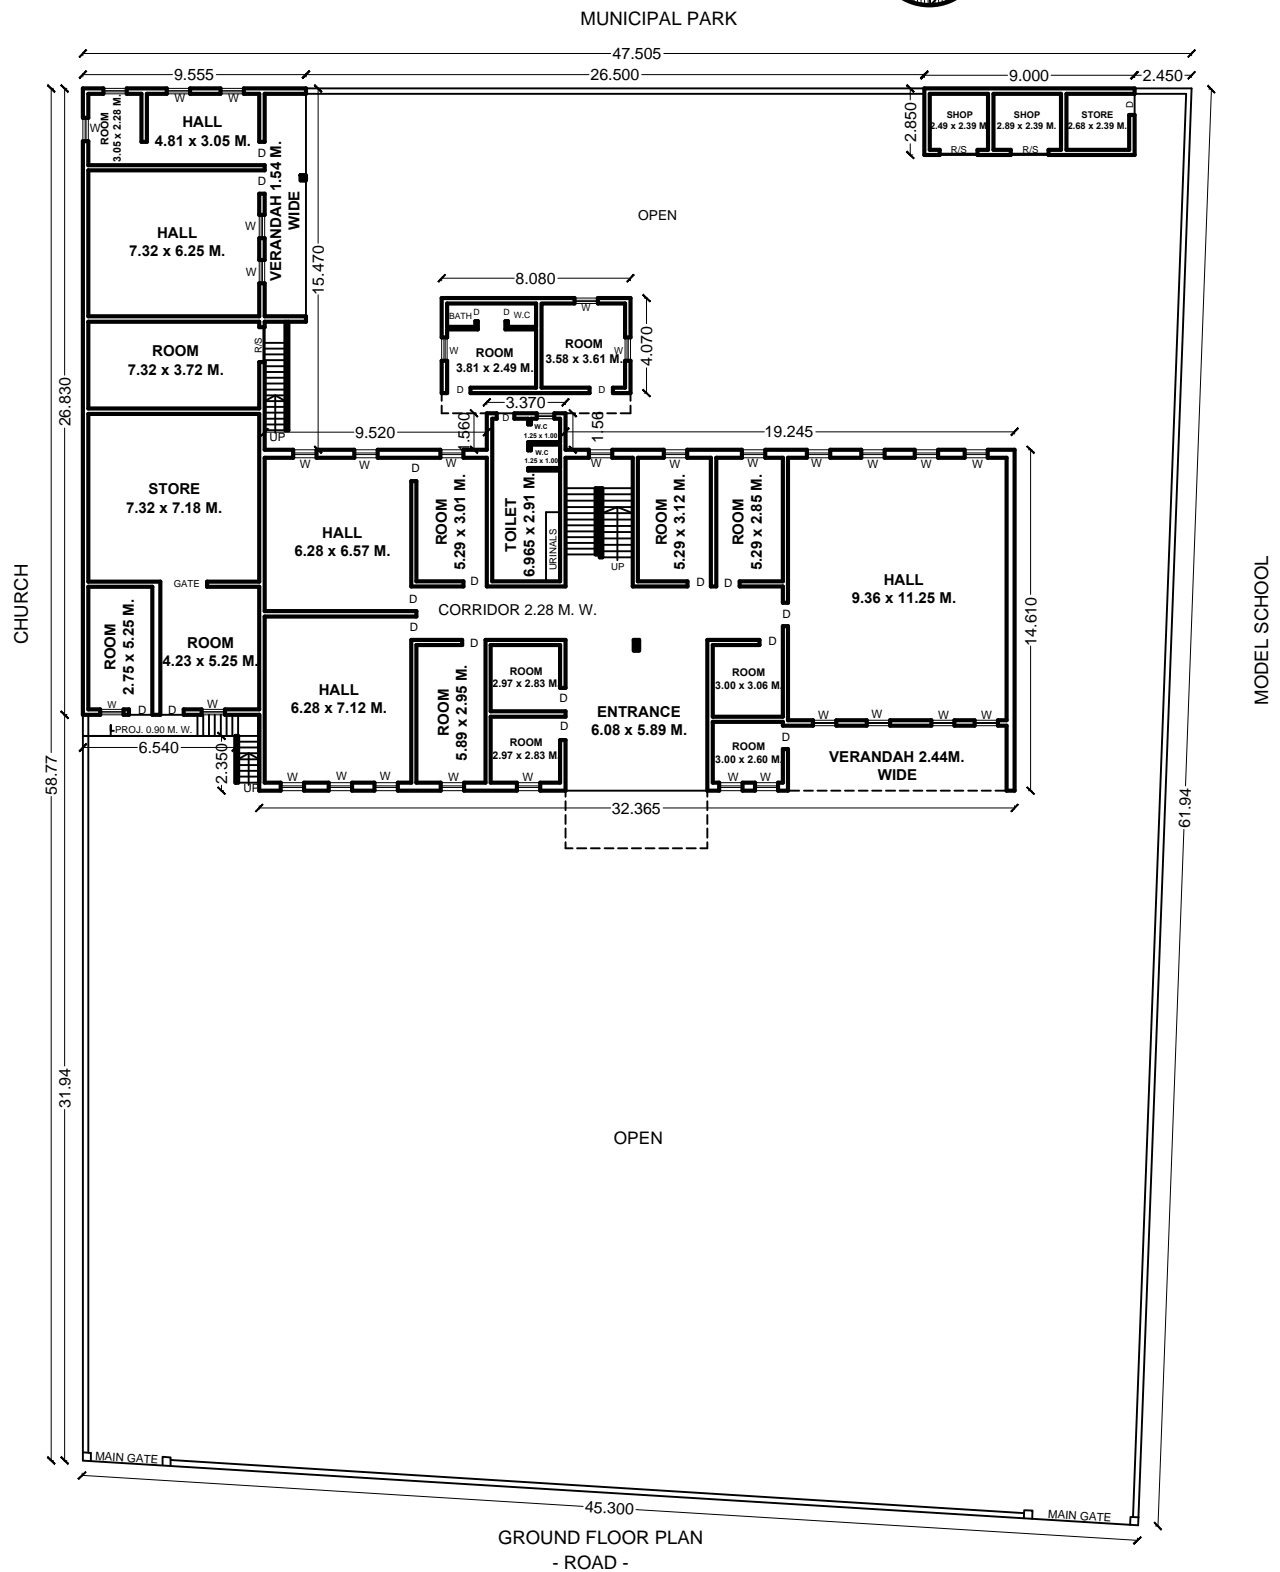 MUNICIPAL PARK
47.505
9.555
26.500
9.000
2.450
W
W
W
ROOM
3.05 x 2.28 M.
HALL
4.81 x 3.05 M.
D
D
VERANDAH 1.54 M.
WIDE
2.850
SHOP
2.49 x 2.39 M
SHOP
2.89 x 2.39 M.
STORE
2.68 x 2.39 M.
D
R/S
R/S
HALL
7.32 x 6.25 M.
W
W
OPEN
15.470
8.080
BATH
D
D
W.C
W
W
W
ROOM
3.81 x 2.49 M.
ROOM
3.58 x 3.61 M.
4.070
D
D
ROOM
7.32 x 3.72 M.
R/S
UP
26.830
3.370
9.520
1.560
1.56
19.245
D
W.C
1.25 x 1.00
W.C
1.25 x 1.00
W
W
W
W
W
W
W
W
W
W
STORE
7.32 x 7.18 M.
D
HALL
6.28 x 6.57 M.
ROOM
5.29 x 3.01 M.
TOILET
6.965 x 2.91 M.
URINALS
UP
ROOM
5.29 x 3.12 M.
ROOM
5.29 x 2.85 M.
HALL
9.36 x 11.25 M.
GATE
D
D
D
D
CORRIDOR 2.28 M. W.
D
D
D
D
D
CHURCH
MODEL SCHOOL
14.610
ROOM
2.75 x 5.25 M.
ROOM
4.23 x 5.25 M.
HALL
6.28 x 7.12 M.
ROOM
5.89 x 2.95 M.
ROOM
2.97 x 2.83 M.
D
ROOM
3.00 x 3.06 M.
W
D
D
W
PROJ. 0.90 M. W.
ENTRANCE
6.08 x 5.89 M.
W
W
W
W
6.540
2.350
UP
ROOM
2.97 x 2.83 M.
D
ROOM
3.00 x 2.60 M.
D
VERANDAH 2.44M.
WIDE
W
W
W
W
W
W
W
32.365
58.77
61.94
31.94
OPEN
MAIN GATE
45.300
MAIN GATE
GROUND FLOOR PLAN
- ROAD -